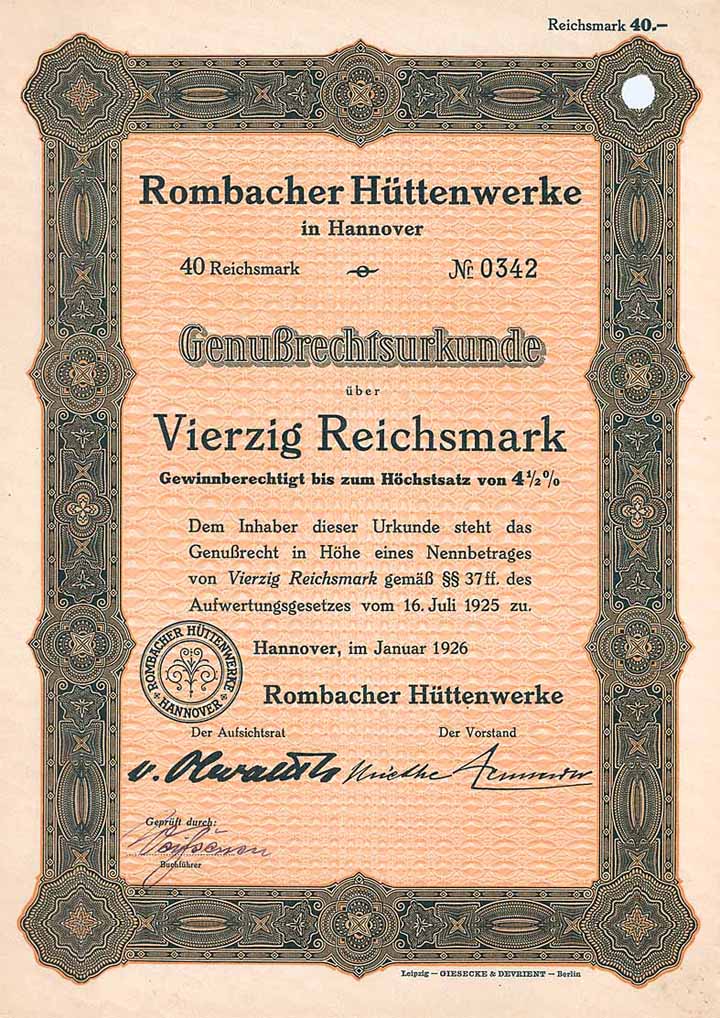 Reichsmark 40.—
Rombacher Hüttenwerke
in Hannover
40 Reichsmark Nr 0342
Genußrechtsurkunde
über
Vierzig Reichsmark
Gewinnberechtigt bis zum Höchstsatz von 4½%
Dem Inhaber dieser Urkunde steht das
Genußrecht in Höhe eines Nennbetrages
von Vierzig Reichsmark gemäß §§ 37ff. des
Aufwertungsgesetzes vom 16. Juli 1925 zu.
ROMBACHER HÜTTENWERKE
HANNOVER
Hannover, im Januar 1926
Rombacher Hüttenwerke
Der Aufsichtsrat Der Vorstand
Geprüft durch:
Buchführer
Leipzig — GIESECKE & DEVRIENT — Berlin